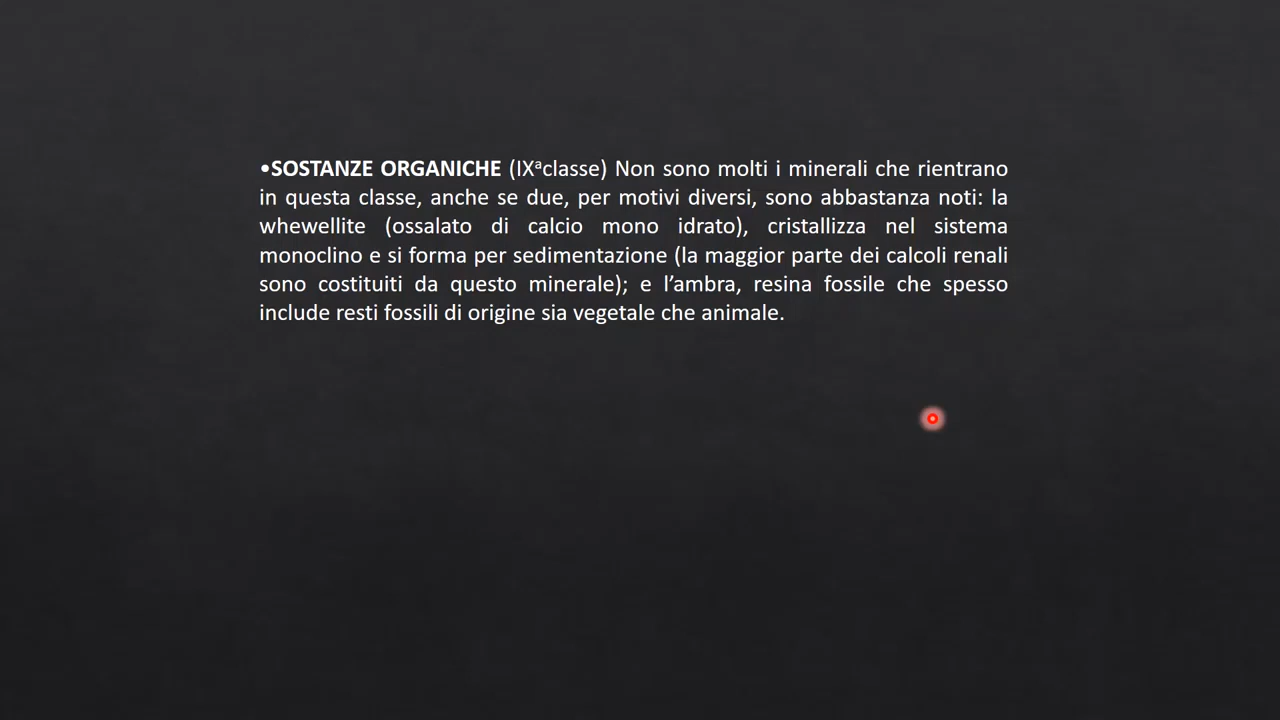 •SOSTANZE ORGANICHE (IXªclasse) Non sono molti i minerali che rientrano
in questa classe, anche se due, per motivi diversi, sono abbastanza noti: la
whewellite (ossalato di calcio mono idrato), cristallizza nel sistema
monoclino e si forma per sedimentazione (la maggior parte dei calcoli renali
sono costituiti da questo minerale); e l’ambra, resina fossile che spesso
include resti fossili di origine sia vegetale che animale.